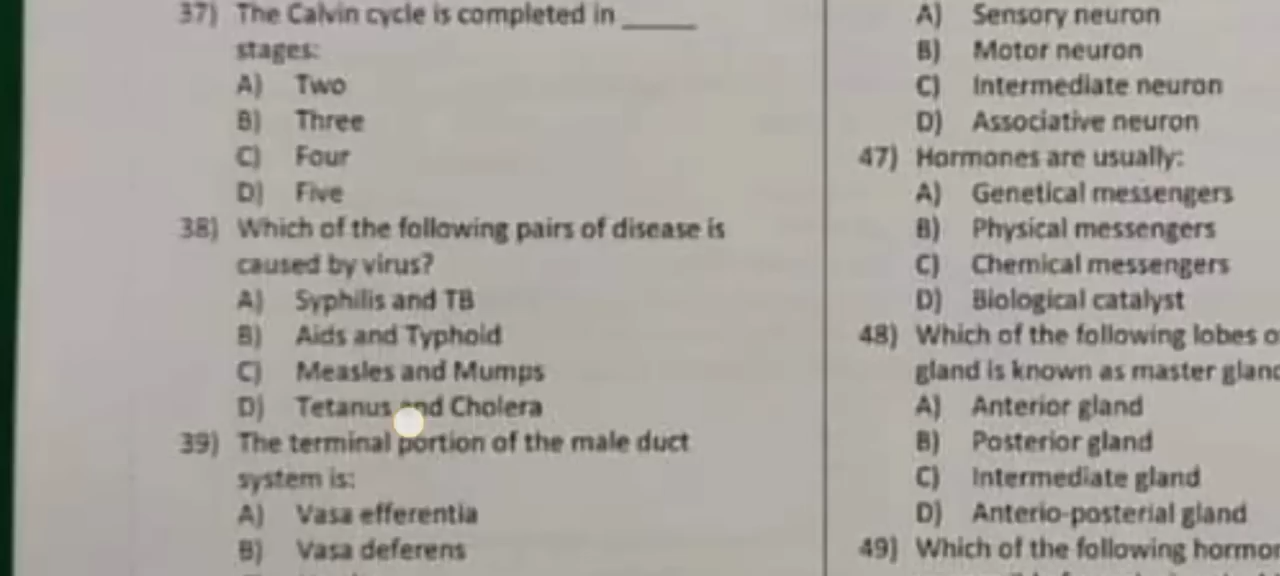 37) The Calvin cycle is completed in ______
stages:
A) Two
B) Three
C) Four
D) Five
38) Which of the following pairs of disease is
caused by virus?
A) Syphilis and TB
B) Aids and Typhoid
C) Measles and Mumps
D) Tetanus and Cholera
39) The terminal portion of the male duct
system is:
A) Vasa efferentia
B) Vasa deferens
A) Sensory neuron
B) Motor neuron
C) Intermediate neuron
D) Associative neuron
47) Hormones are usually:
A) Genetical messengers
B) Physical messengers
C) Chemical messengers
D) Biological catalyst
48) Which of the following lobes o
gland is known as master gland
A) Anterior gland
B) Posterior gland
C) Intermediate gland
D) Anterio-posterial gland
49) Which of the following hormon